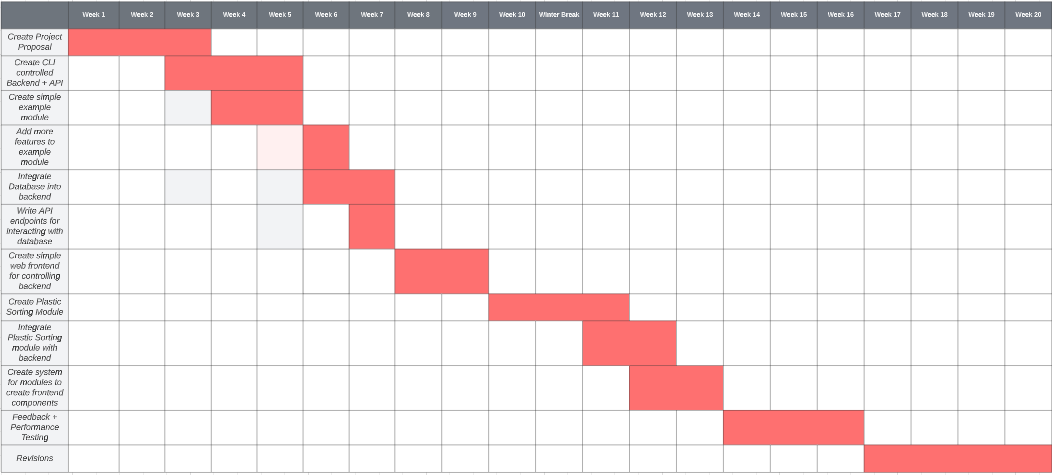 Week 1 Week 2 Week 3 Week 4 Week 5 Week 6 Week 7 Week 8 Week 9 Week 10 Winter Break Week 11 Week 12 Week 13 Week 14 Week 15 Week 16 Week 17 Week 18 Week 19 Week 20
Create Project
Proposal
Create CLI
controlled
Backend + API
Create simple
example
module
Add more
features to
example
module
Integrate
Database into
backend
Write API
endpoints for
interacting with
database
Create simple
web frontend
for controlling
backend
Create Plastic
Sorting Module
Integrate
Plastic Sorting
module with
backend
Create system
for modules to
create frontend
components
Feedback +
Performance
Testing
Revisions